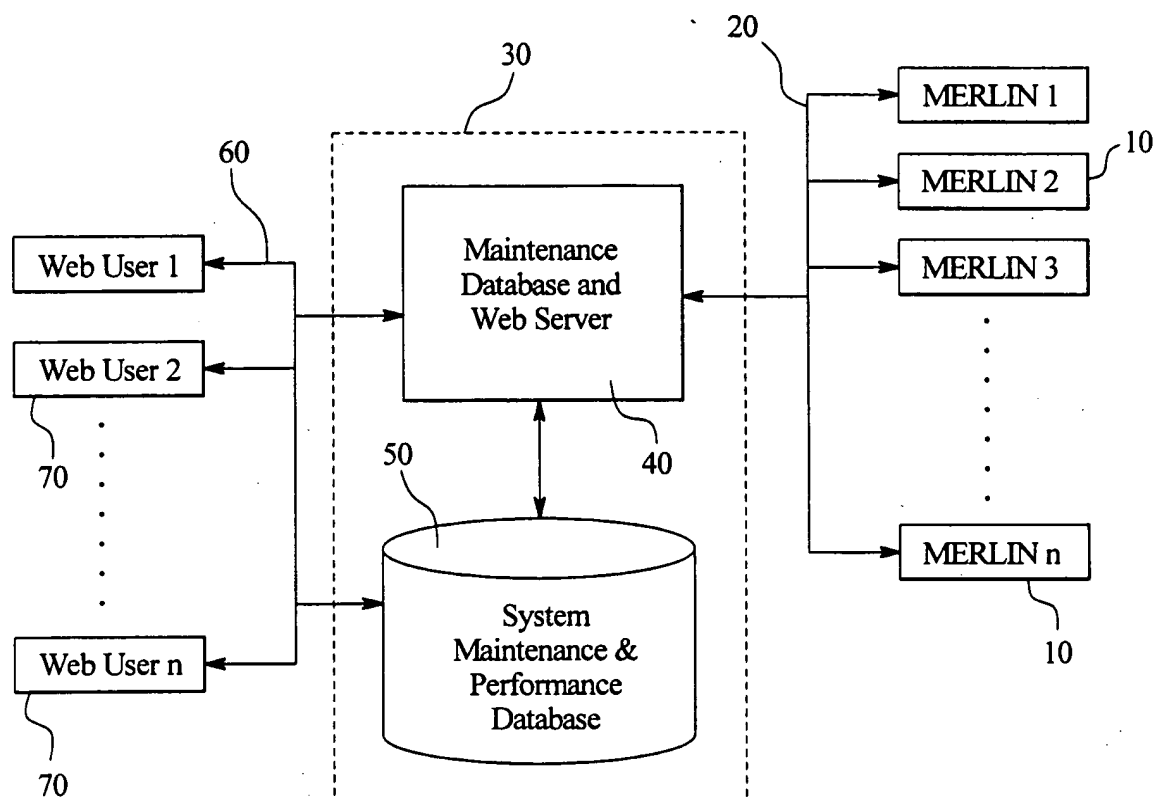 20
30
MERLIN 1
10
60
MERLIN 2
Maintenance
Database and
Web Server
Web User 1
MERLIN 3
Web User 2
70
40
50
MERLIN n
System
Maintenance &
Performance
Database
10
Web User n
70